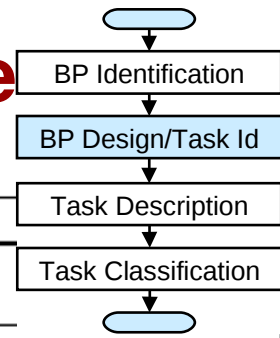 e
BP Identification
BP Design/Task Id
Task Description
Task Classification